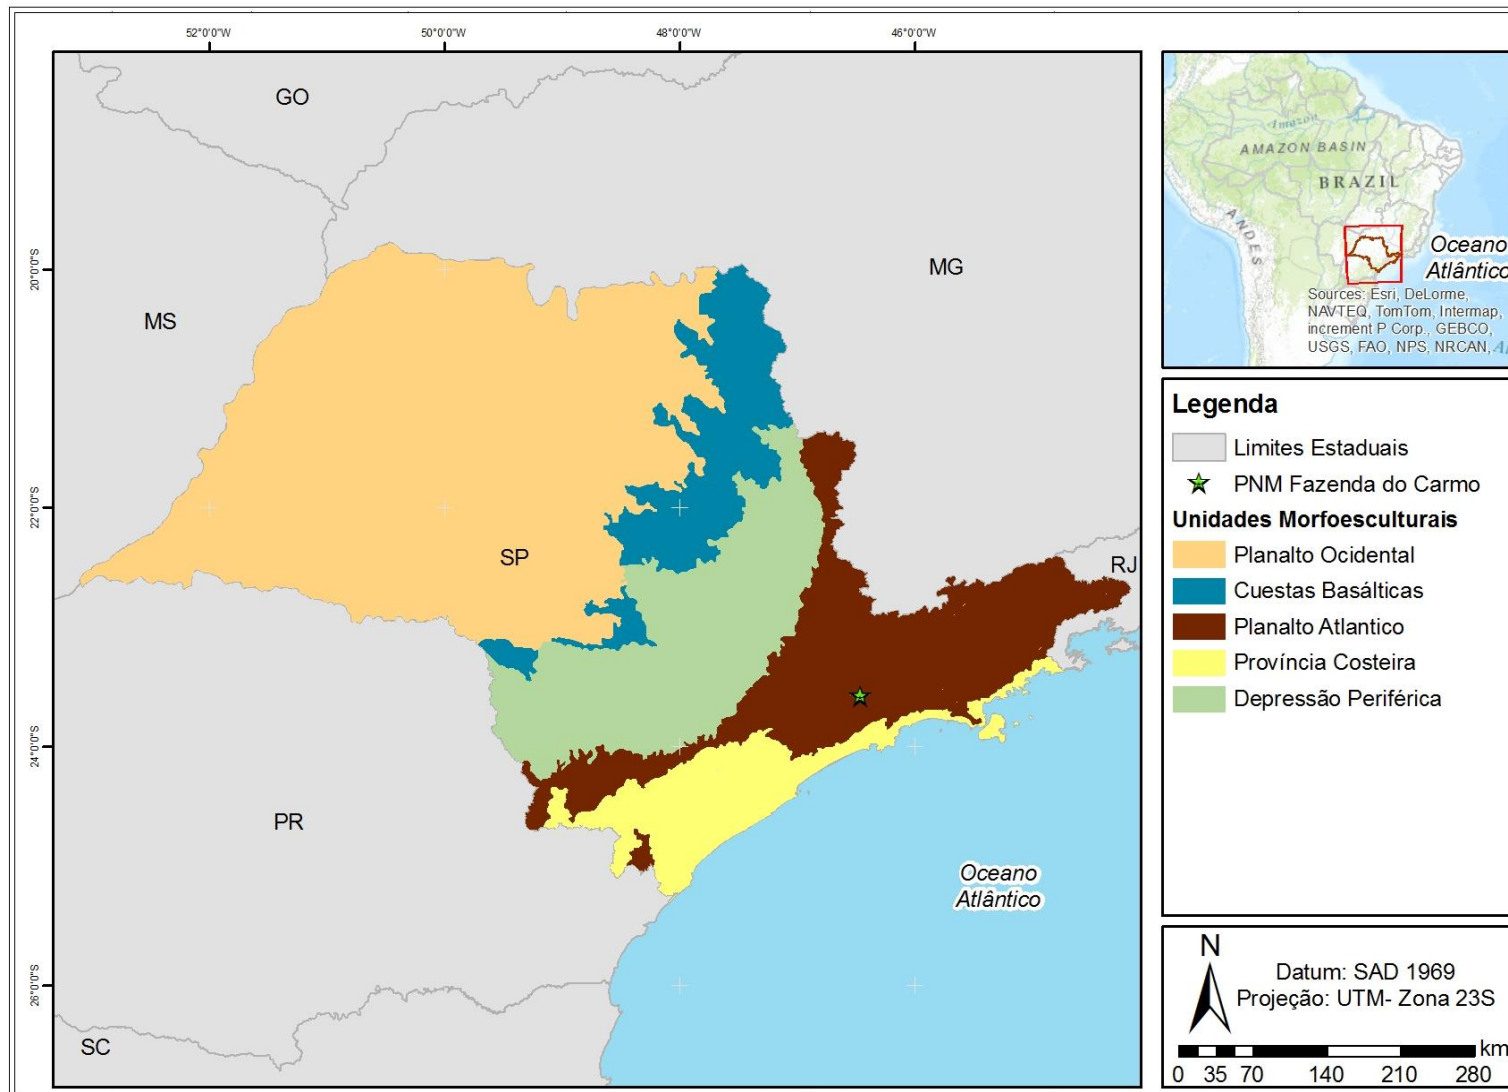 52°0'0"W 50°0'0"W 48°0'0"W 46°0'0"W
GO
MG
MS
SP
RJ
PR
SC
20°0'0"S
22°0'0"S
24°0'0"S
26°0'0"S
Oceano
Atlântico
Amazon
AMAZON BASIN
BRAZIL
ANDES
Oceano
Atlântico
Sources: Esri, DeLorme,
NAVTEQ, TomTom, Intermap,
increment P Corp., GEBCO,
USGS, FAO, NPS, NRCAN,
Legenda
Limites Estaduais
PNM Fazenda do Carmo
Unidades Morfoesculturais
Planalto Ocidental
Cuestas Basálticas
Planalto Atlantico
Província Costeira
Depressão Periférica
N
Datum: SAD 1969
Projeção: UTM- Zona 23S
km
0 35 70 140 210 280